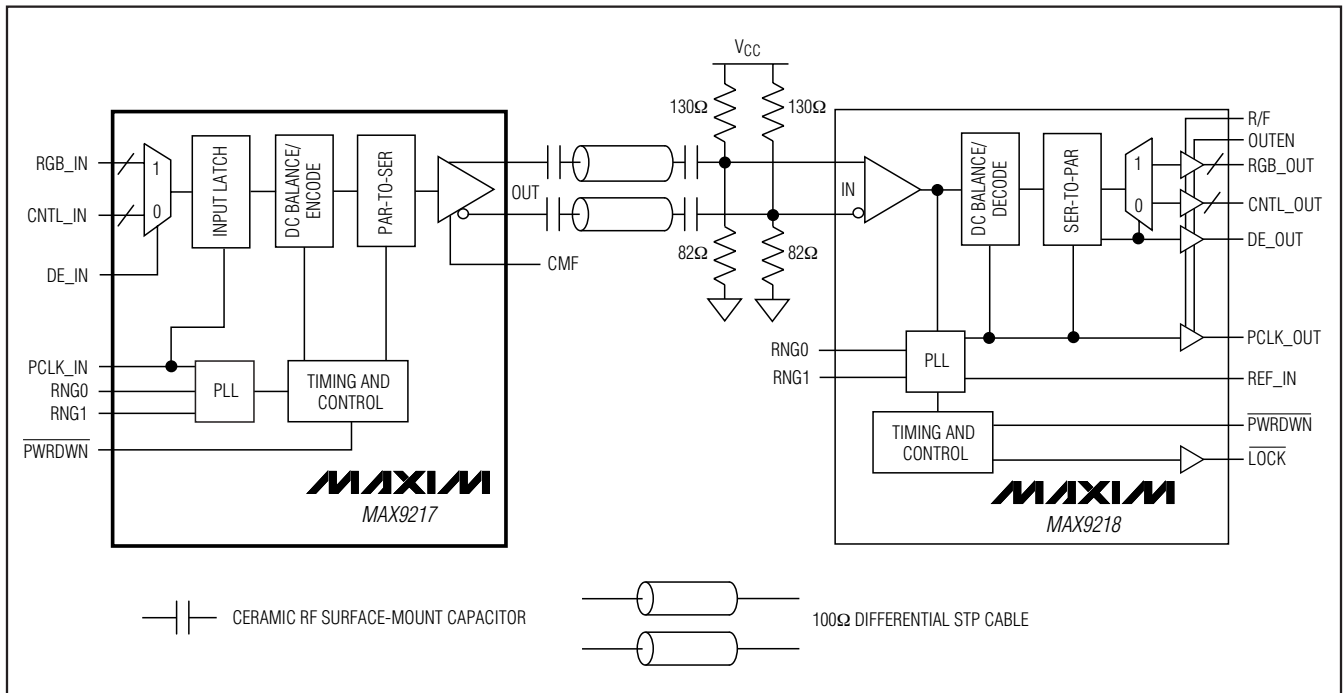 VCC
130Ω
130Ω
RGB_IN
1
CNTL_IN
0
DE_IN
INPUT LATCH
DC BALANCE/
ENCODE
PAR-TO-SER
OUT
CMF
PCLK_IN
RNG0
RNG1
PWRDWN
PLL
TIMING AND
CONTROL
MAXIM
MAX9217
82Ω
82Ω
IN
DC BALANCE/
DECODE
SER-TO-PAR
1
0
R/F
OUTEN
RGB_OUT
CNTL_OUT
DE_OUT
PCLK_OUT
RNG0
RNG1
PLL
REF_IN
TIMING AND
CONTROL
PWRDWN
LOCK
MAXIM
MAX9218
CERAMIC RF SURFACE-MOUNT CAPACITOR
100Ω DIFFERENTIAL STP CABLE